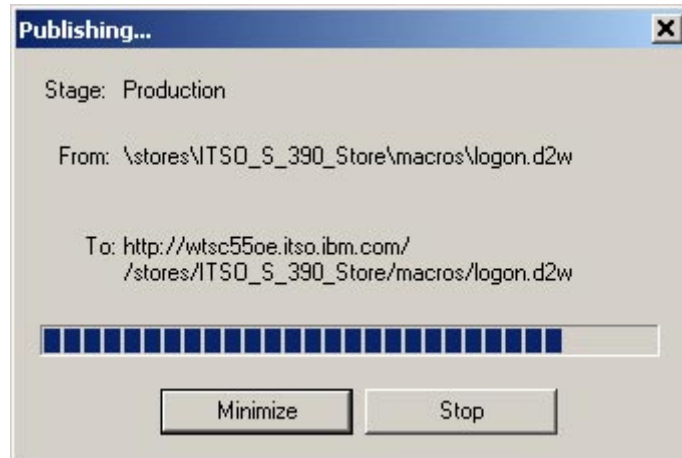 Publishing...
Stage: Production
From: \stores\ITSO_S_390_Store\macros\logon.d2w
To: http://wtsc55oe.itso.ibm.com/
/stores/ITSO_S_390_Store/macros/logon.d2w
Minimize Stop